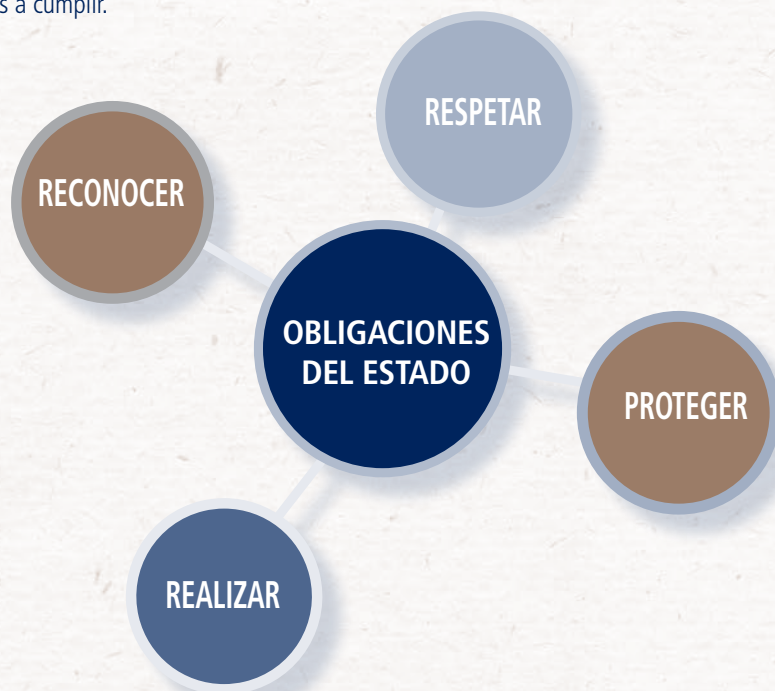 a cumplir.
RESPETAR
RECONOCER
OBLIGACIONES
DEL ESTADO
PROTEGER
REALIZAR